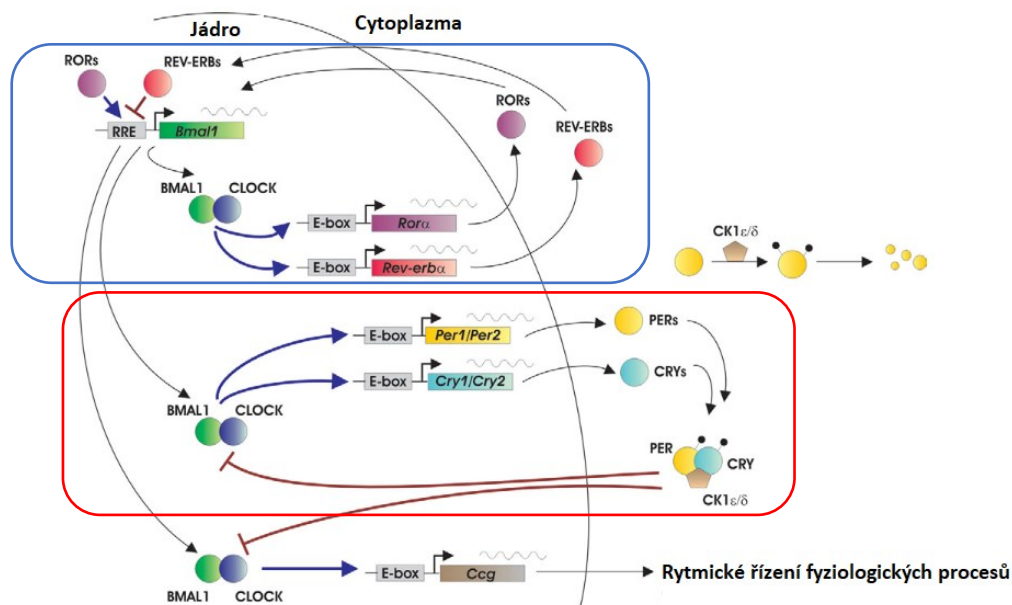 Jádro
Cytoplazma
RORs
REV-ERBs
RRE
Bmal1
RORs
REV-ERBs
BMAL1
CLOCK
E-box
Rorα
E-box
Rev-erbα
CK1ε/δ
E-box
Per1/Per2
PERs
E-box
Cry1/Cry2
CRYs
BMAL1
CLOCK
PER
CRY
CK1ε/δ
BMAL1
CLOCK
E-box
Ccg
Rytmické řízení fyziologických procesů